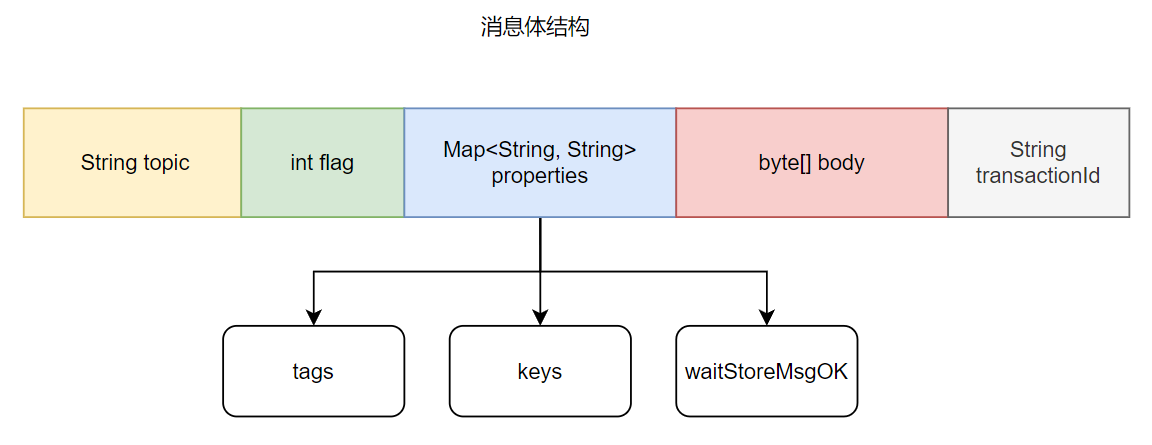 消息体结构
String topic
int flag
Map<String, String>
properties
byte[] body
String
transactionId
tags
keys
waitStoreMsgOK